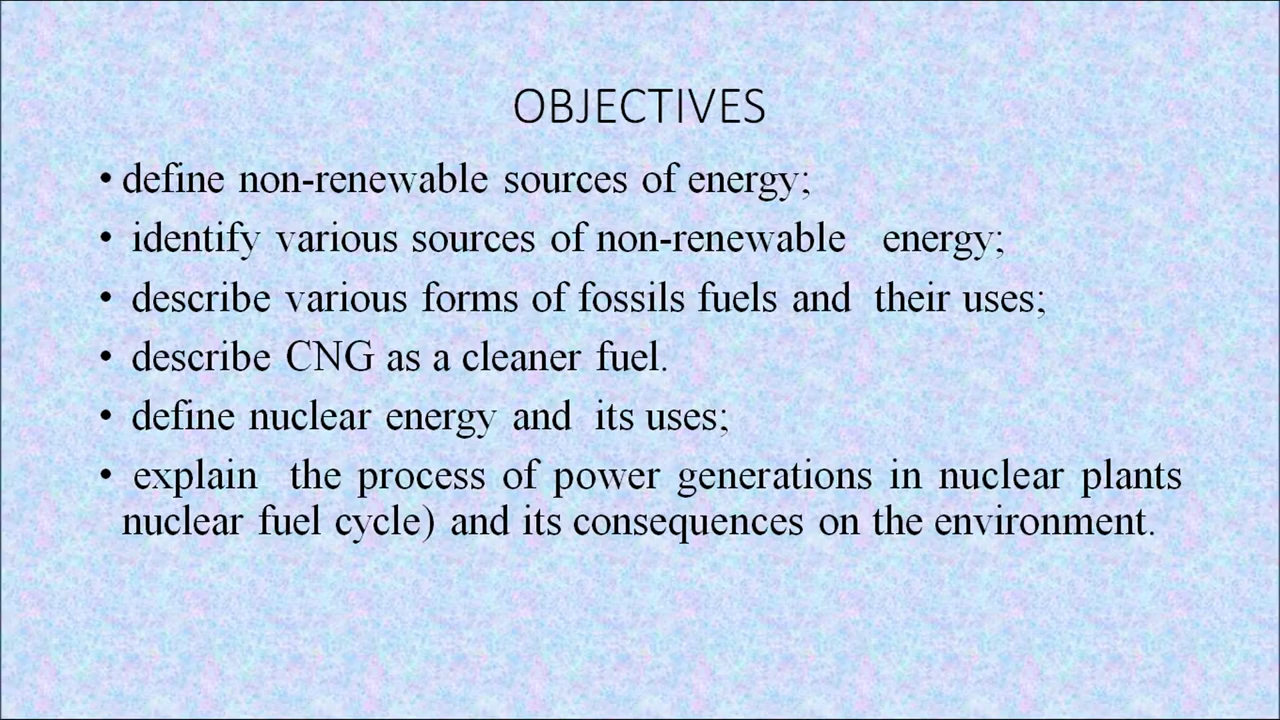 OBJECTIVES
• define non-renewable sources of energy;
• identify various sources of non-renewable energy;
• describe various forms of fossils fuels and their uses;
• describe CNG as a cleaner fuel.
• define nuclear energy and its uses;
• explain the process of power generations in nuclear plants
nuclear fuel cycle) and its consequences on the environment.